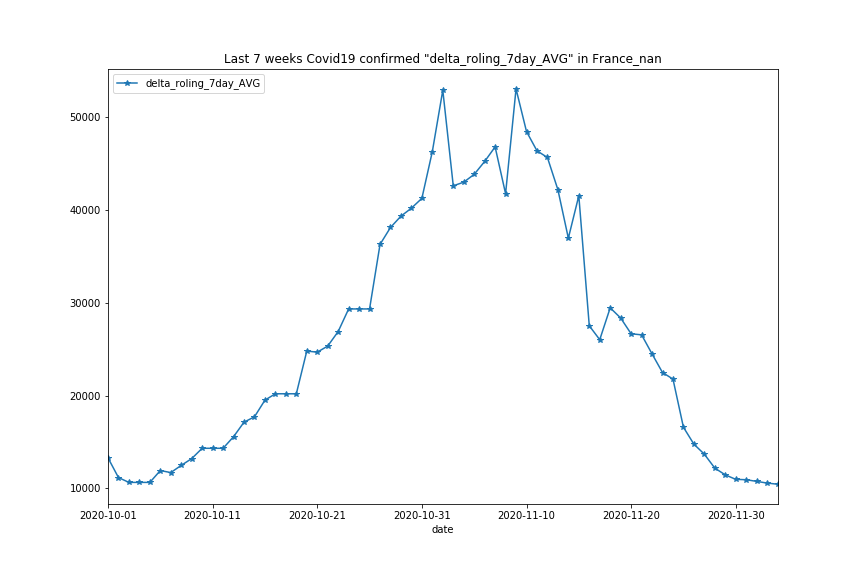 Last 7 weeks Covid19 confirmed "delta_roling_7day_AVG" in France_nan
delta_roling_7day_AVG
50000
40000
30000
20000
10000
2020-10-01 2020-10-11 2020-10-21 2020-10-31 2020-11-10 2020-11-20 2020-11-30
date